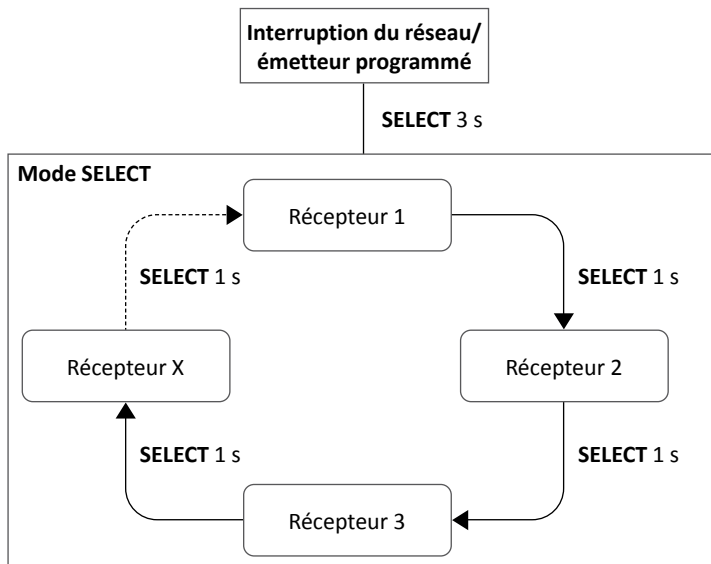 Interruption du réseau/
émetteur programmé
SELECT 3 s
Mode SELECT
Récepteur 1
SELECT 1 s
SELECT 1 s
Récepteur X
Récepteur 2
SELECT 1 s
SELECT 1 s
Récepteur 3